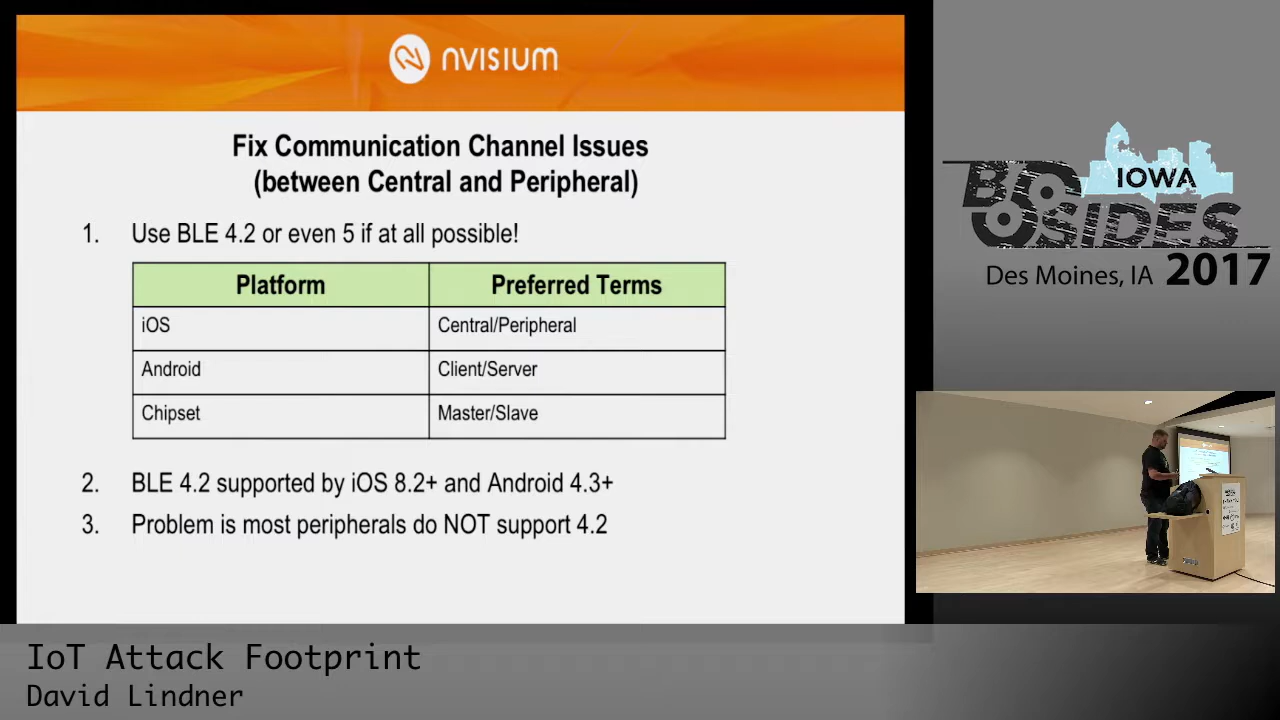 nvisium
Fix Communication Channel Issues
(between Central and Peripheral)
1. Use BLE 4.2 or even 5 if at all possible!
Platform Preferred Terms
iOS Central/Peripheral
Android Client/Server
Chipset Master/Slave
2. BLE 4.2 supported by iOS 8.2+ and Android 4.3+
3. Problem is most peripherals do NOT support 4.2
IOWA
BSIDES
Des Moines, IA 2017
IoT Attack Footprint
David Lindner